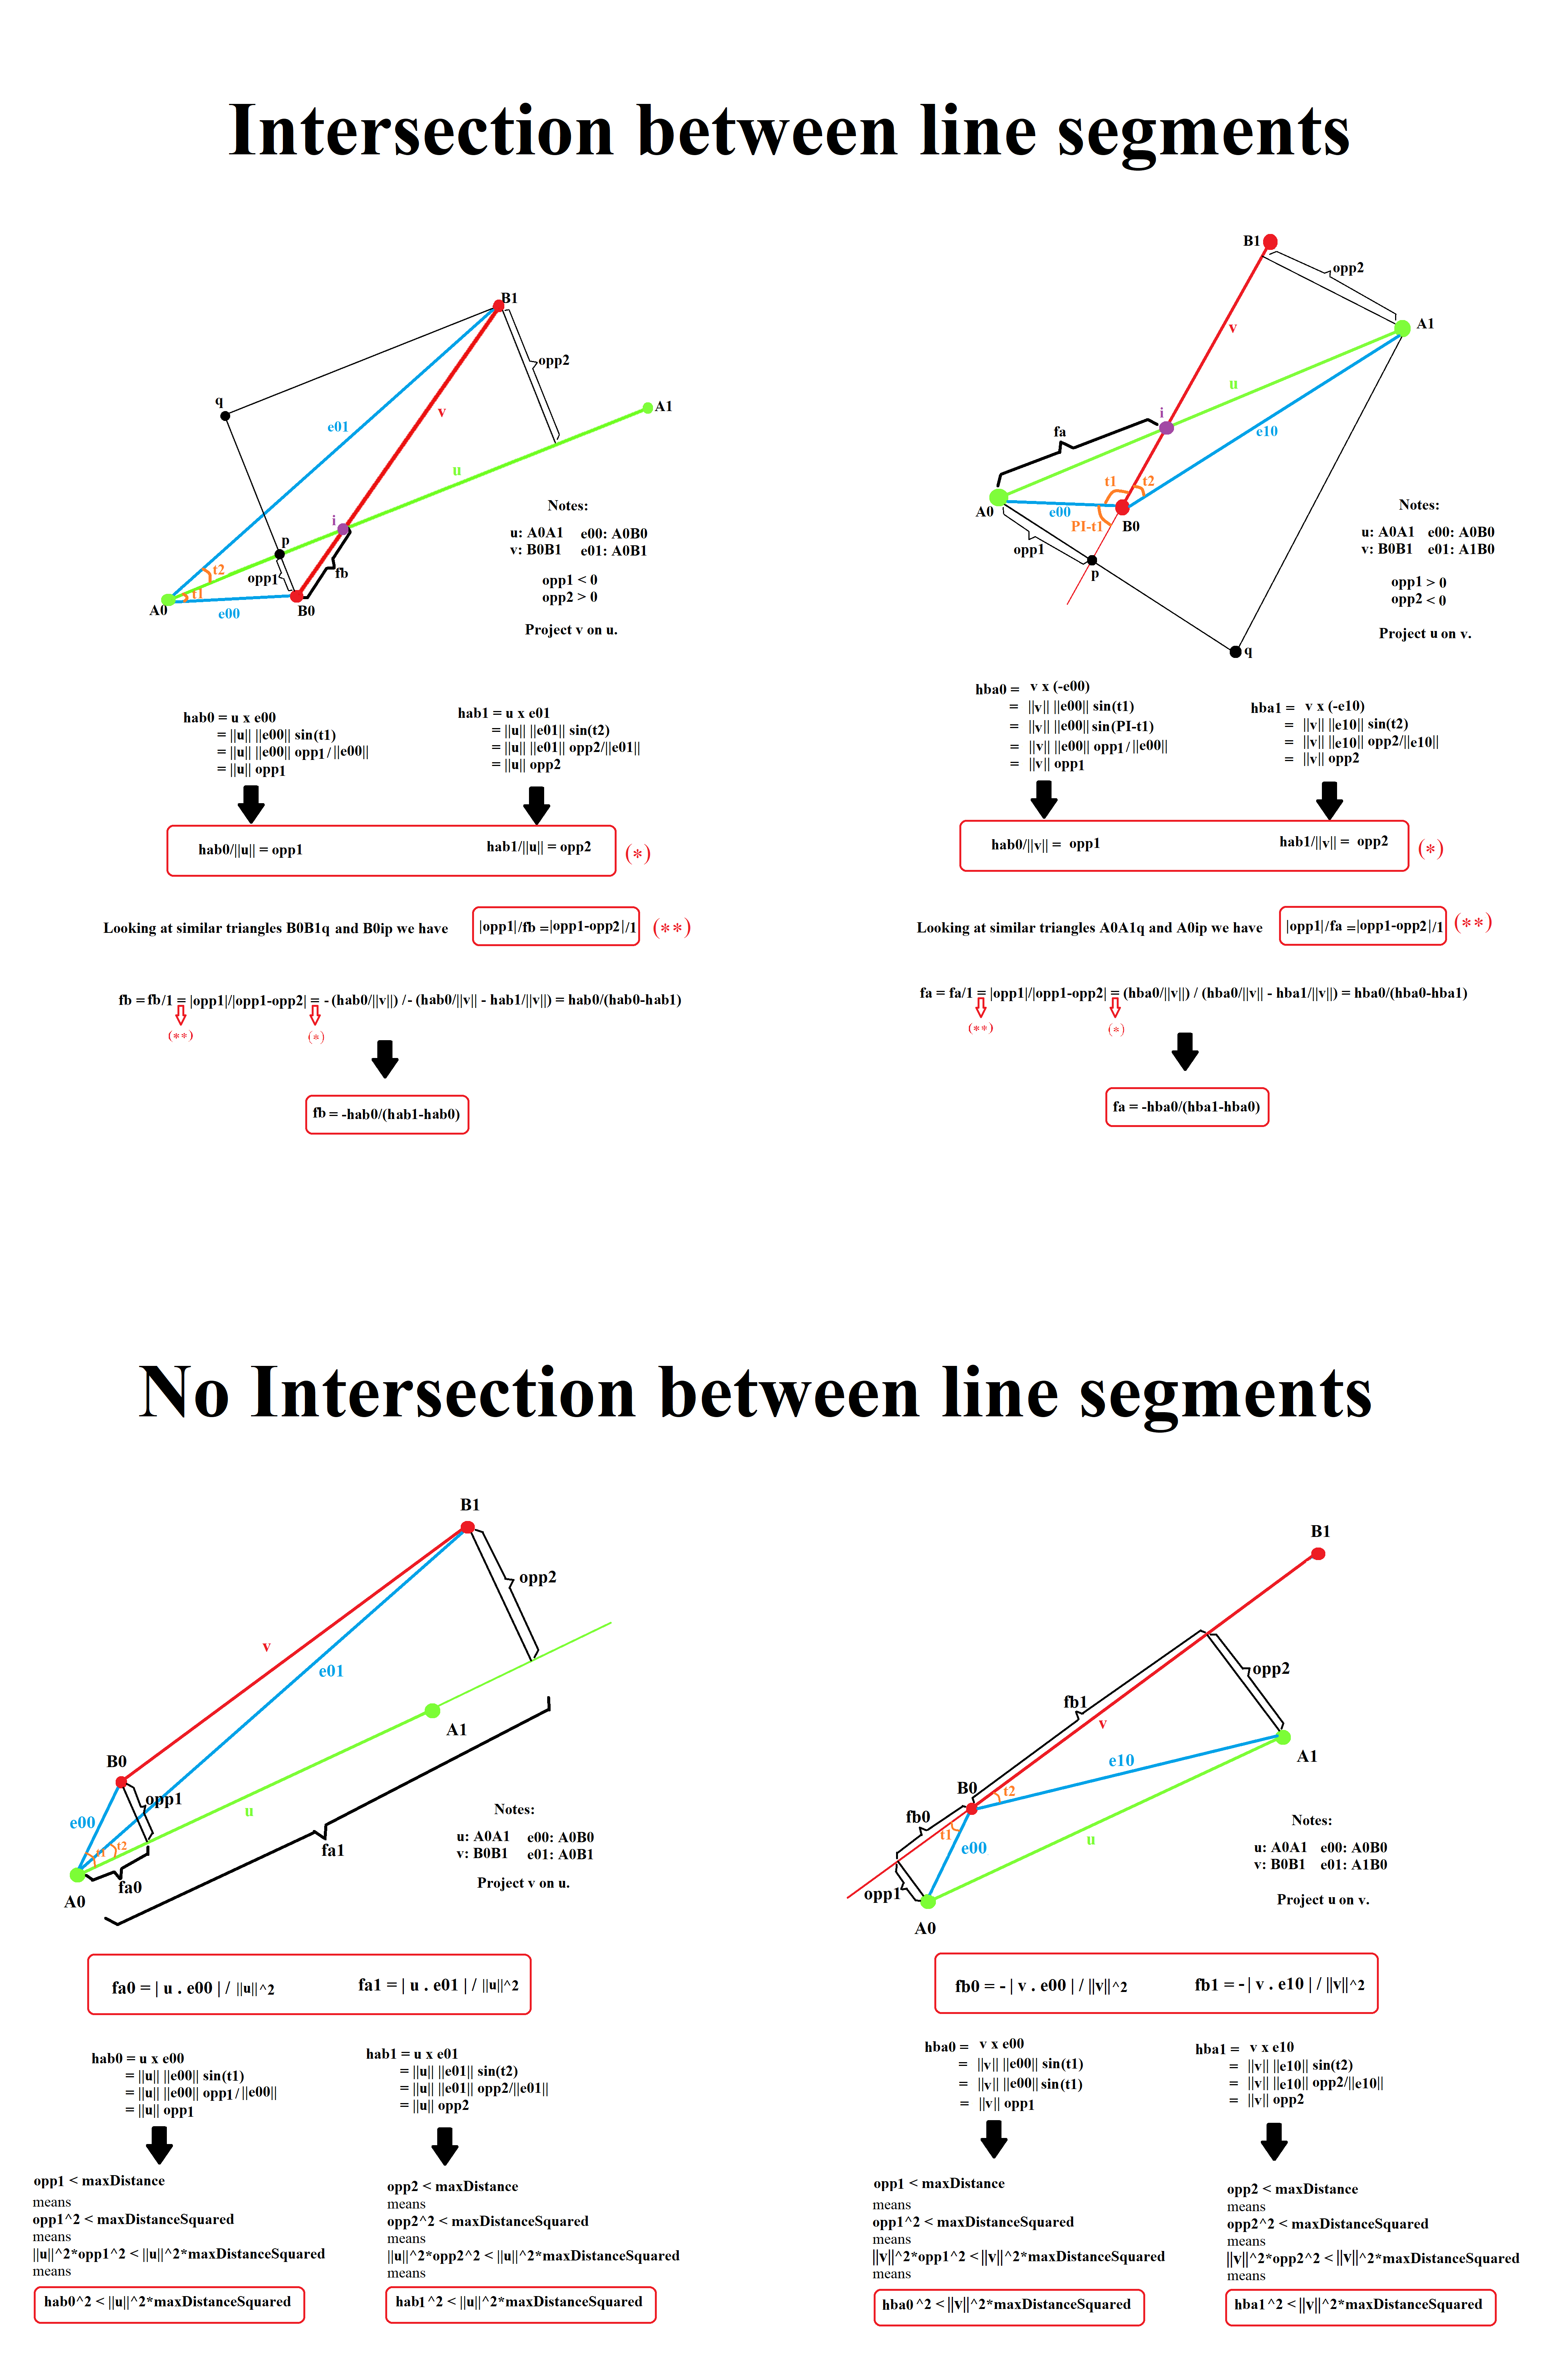 Intersection between line segments
B1
opp2
q
e01
v
A1
u
i
p
t2
opp1
fb
t1
A0
e00
B0
Notes:
u: A0A1 e00: A0B0
v: B0B1 e01: A0B1
opp1 < 0
opp2 > 0
Project v on u.
hab0 = u x e00
= ||u|| ||e00|| sin(t1)
= ||u|| ||e00|| opp1 / ||e00||
= ||u|| opp1
hab1 = u x e01
= ||u|| ||e01|| sin(t2)
= ||u|| ||e01|| opp2/||e01||
= ||u|| opp2
hab0/||u|| = opp1
hab1/||u|| = opp2
(*)
Looking at similar triangles B0B1q and B0ip we have
|opp1|/fb =|opp1-opp2|/1
(**)
fb = fb/1 = |opp1|/|opp1-opp2| = - (hab0/||v||) / - (hab0/||v|| - hab1/||v||) = hab0/(hab0-hab1)
(**)
(*)
fb = -hab0/(hab1-hab0)
B1
opp2
A1
v
u
i
fa
e10
t1
t2
A0
e00
PI-t1
B0
opp1
p
q
Notes:
u: A0A1 e00: A0B0
v: B0B1 e01: A1B0
opp1 > 0
opp2 < 0
Project u on v.
hba0 = v x (-e00)
= ||v|| ||e00|| sin(t1)
= ||v|| ||e00|| sin(PI-t1)
= ||v|| ||e00|| opp1 / ||e00||
= ||v|| opp1
hba1 = v x (-e10)
= ||v|| ||e10|| sin(t2)
= ||v|| ||e10|| opp2/||e10||
= ||v|| opp2
hab0/||v|| = opp1
hab1/||v|| = opp2
(*)
Looking at similar triangles A0A1q and A0ip we have
|opp1|/fa =|opp1-opp2|/1
(**)
fa = fa/1 = |opp1|/|opp1-opp2| = (hba0/||v||) / (hba0/||v|| - hba1/||v||) = hba0/(hba0-hba1)
(**)
(*)
fa = -hba0/(hba1-hba0)
No Intersection between line segments
B1
opp2
v
e01
A1
B0
opp1
e00
u
t1
t2
fa1
fa0
A0
Notes:
u: A0A1 e00: A0B0
v: B0B1 e01: A0B1
Project v on u.
fa0 = | u . e00 | / ||u||^2
fa1 = | u . e01 | / ||u||^2
hab0 = u x e00
= ||u|| ||e00|| sin(t1)
= ||u|| ||e00|| opp1 / ||e00||
= ||u|| opp1
hab1 = u x e01
= ||u|| ||e01|| sin(t2)
= ||u|| ||e01|| opp2/||e01||
= ||u|| opp2
opp1 < maxDistance
means
opp1^2 < maxDistanceSquared
means
||u||^2*opp1^2 < ||u||^2*maxDistanceSquared
means
hab0^2 < ||u||^2*maxDistanceSquared
opp2 < maxDistance
means
opp2^2 < maxDistanceSquared
means
||u||^2*opp2^2 < ||u||^2*maxDistanceSquared
means
hab1^2 < ||u||^2*maxDistanceSquared
B1
opp2
fb1
v
A1
e10
B0
t2
fb0
t1
e00
u
opp1
A0
Notes:
u: A0A1 e00: A0B0
v: B0B1 e01: A1B0
Project u on v.
fb0 = - | v . e00 | / ||v||^2
fb1 = - | v . e10 | / ||v||^2
hba0 = v x e00
= ||v|| ||e00|| sin(t1)
= ||v|| ||e00|| sin(t1)
= ||v|| opp1
hba1 = v x e10
= ||v|| ||e10|| sin(t2)
= ||v|| ||e10|| opp2/||e10||
= ||v|| opp2
opp1 < maxDistance
means
opp1^2 < maxDistanceSquared
means
||v||^2*opp1^2 < ||v||^2*maxDistanceSquared
means
hba0^2 < ||v||^2*maxDistanceSquared
opp2 < maxDistance
means
opp2^2 < maxDistanceSquared
means
||v||^2*opp2^2 < ||v||^2*maxDistanceSquared
means
hba1^2 < ||v||^2*maxDistanceSquared